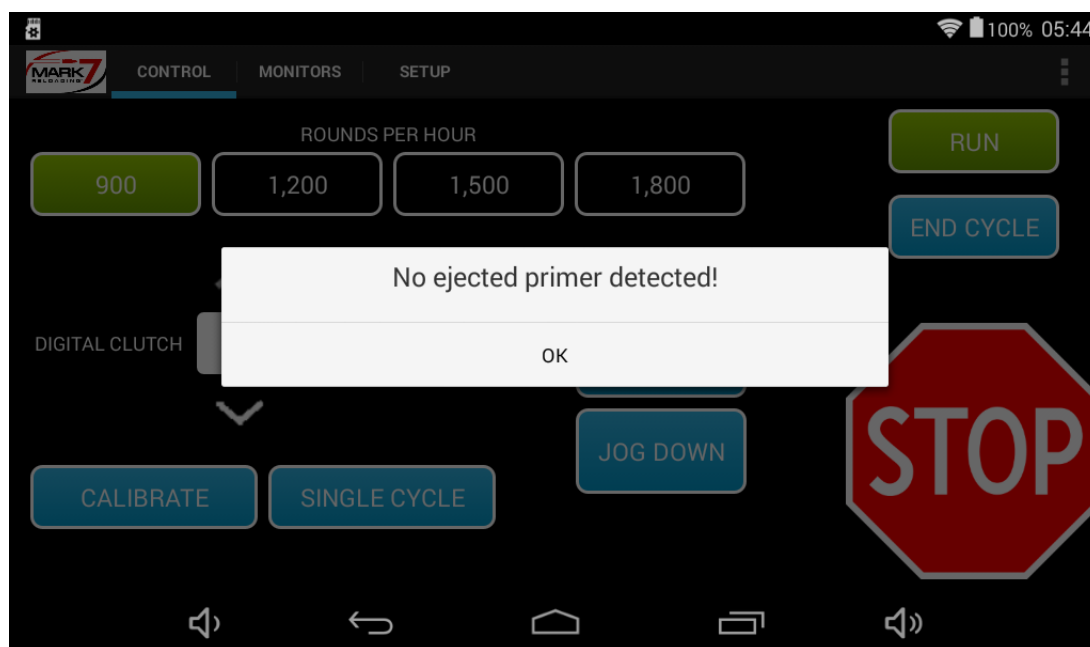 100% 05:44
MARK 7
RELOADING
CONTROL
MONITORS
SETUP
ROUNDS PER HOUR
900
1,200
1,500
1,800
RUN
END CYCLE
No ejected primer detected!
OK
DIGITAL CLUTCH
JOG DOWN
STOP
CALIBRATE
SINGLE CYCLE